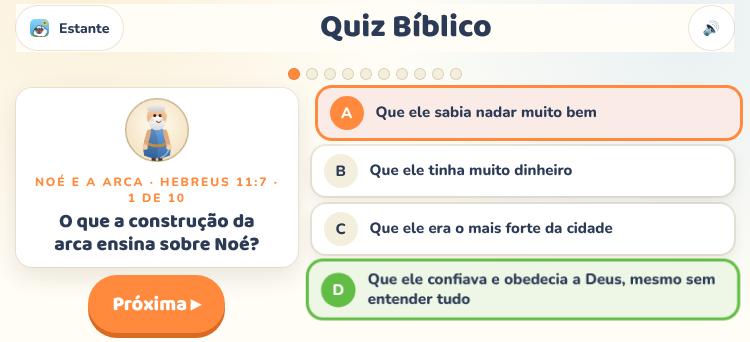 Estante
Quiz Bíblico
NOÉ E A ARCA · HEBREUS 11:7 ·
1 DE 10
O que a construção da
arca ensina sobre Noé?
Próxima ▸
A Que ele sabia nadar muito bem
B Que ele tinha muito dinheiro
C Que ele era o mais forte da cidade
D Que ele confiava e obedecia a Deus, mesmo sem
entender tudo